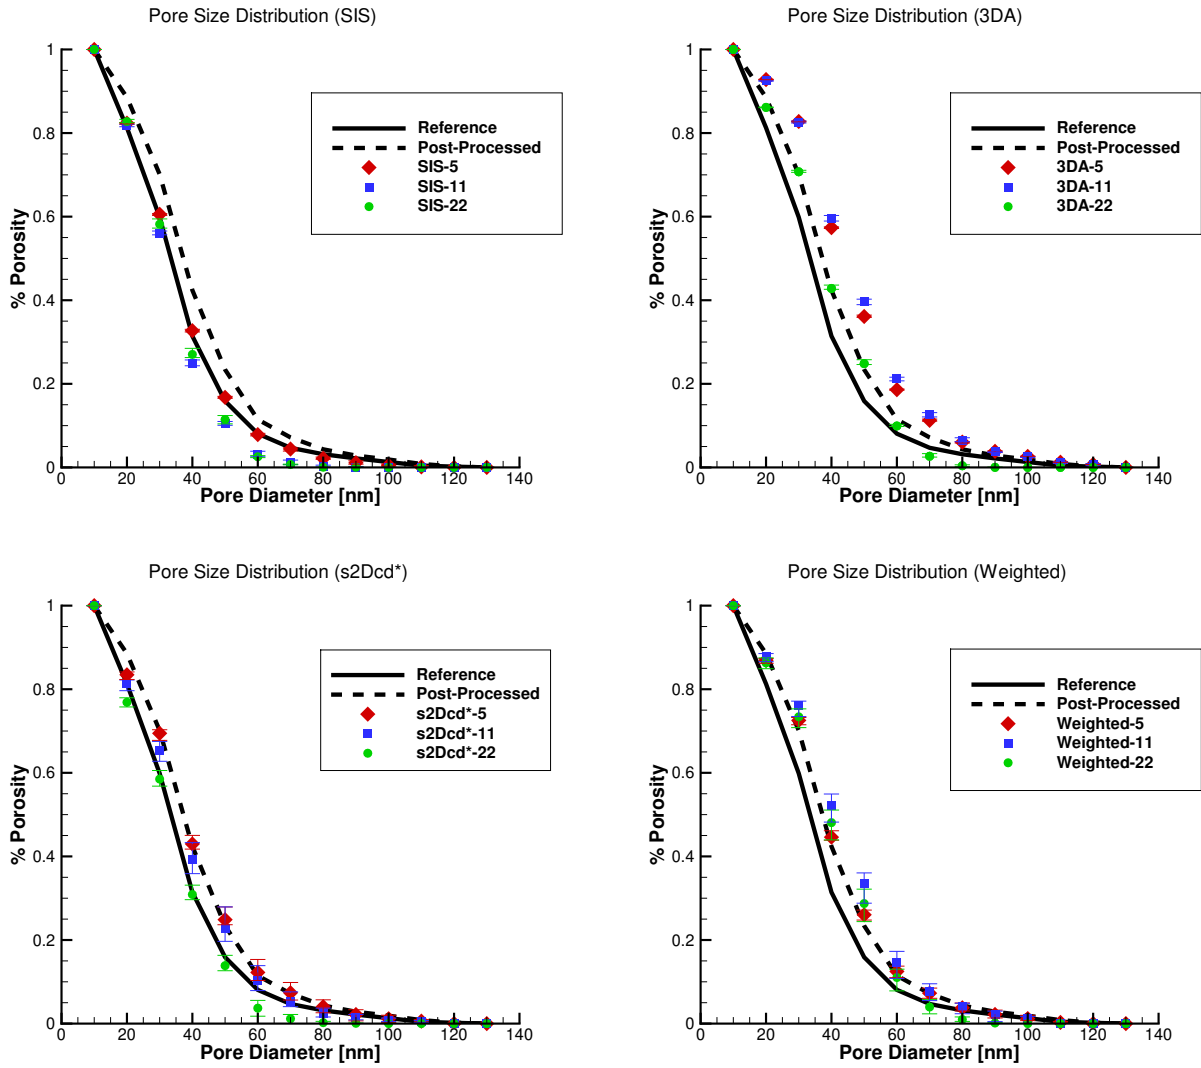 Pore Size Distribution (SIS)
% Porosity
1
0.8
0.6
0.4
0.2
0
0 20 40 60 80 100 120 140
Pore Diameter [nm]
Reference
Post-Processed
SIS-5
SIS-11
SIS-22
Pore Size Distribution (3DA)
% Porosity
1
0.8
0.6
0.4
0.2
0
0 20 40 60 80 100 120 140
Pore Diameter [nm]
Reference
Post-Processed
3DA-5
3DA-11
3DA-22
Pore Size Distribution (s2Dcd*)
% Porosity
1
0.8
0.6
0.4
0.2
0
0 20 40 60 80 100 120 140
Pore Diameter [nm]
Reference
Post-Processed
s2Dcd*-5
s2Dcd*-11
s2Dcd*-22
Pore Size Distribution (Weighted)
% Porosity
1
0.8
0.6
0.4
0.2
0
0 20 40 60 80 100 120 140
Pore Diameter [nm]
Reference
Post-Processed
Weighted-5
Weighted-11
Weighted-22